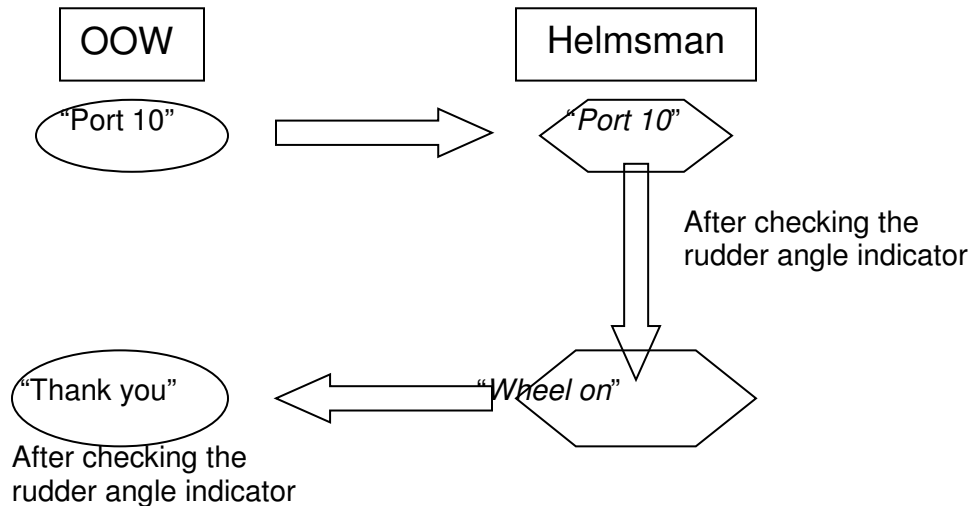 OOW
Helmsman
“Port 10”
“Port 10”
After checking the
rudder angle indicator
“Wheel on”
“Thank you”
After checking the
rudder angle indicator